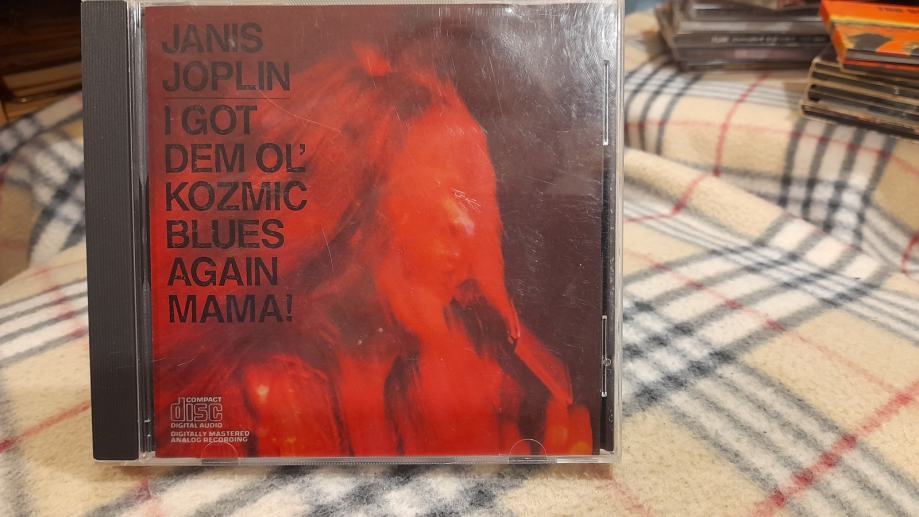 JANIS
JOPLIN
I GOT
DEM OL'
KOZMIC
BLUES
AGAIN
MAMA!
COMPACT
disc
DIGITAL AUDIO
DIGITALLY MASTERED
ANALOG RECORDING